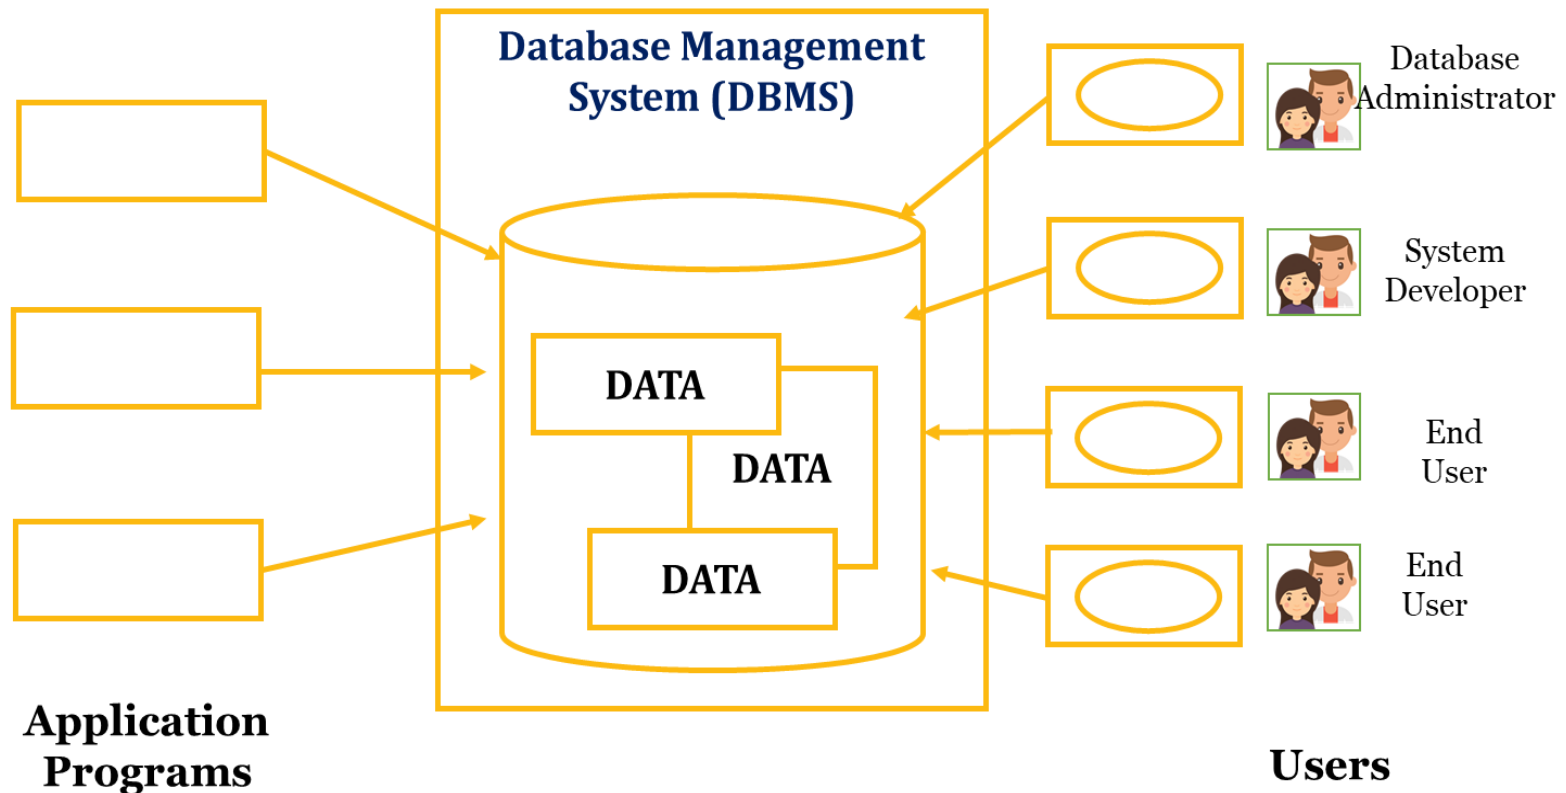 Database Management
System (DBMS)
Database
Administrator
System
Developer
DATA
DATA
End
User
DATA
End
User
Application
Programs
Users